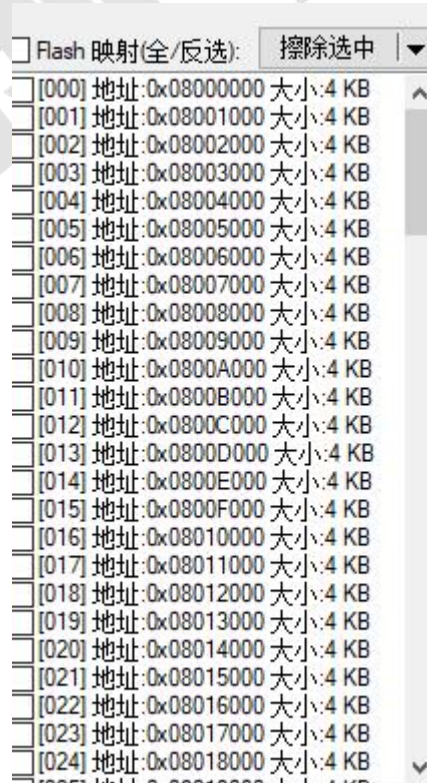 Flash 映射(全/反选): 擦除选中
[000] 地址:0x08000000 大小:4 KB
[001] 地址:0x08001000 大小:4 KB
[002] 地址:0x08002000 大小:4 KB
[003] 地址:0x08003000 大小:4 KB
[004] 地址:0x08004000 大小:4 KB
[005] 地址:0x08005000 大小:4 KB
[006] 地址:0x08006000 大小:4 KB
[007] 地址:0x08007000 大小:4 KB
[008] 地址:0x08008000 大小:4 KB
[009] 地址:0x08009000 大小:4 KB
[010] 地址:0x0800A000 大小:4 KB
[011] 地址:0x0800B000 大小:4 KB
[012] 地址:0x0800C000 大小:4 KB
[013] 地址:0x0800D000 大小:4 KB
[014] 地址:0x0800E000 大小:4 KB
[015] 地址:0x0800F000 大小:4 KB
[016] 地址:0x08010000 大小:4 KB
[017] 地址:0x08011000 大小:4 KB
[018] 地址:0x08012000 大小:4 KB
[019] 地址:0x08013000 大小:4 KB
[020] 地址:0x08014000 大小:4 KB
[021] 地址:0x08015000 大小:4 KB
[022] 地址:0x08016000 大小:4 KB
[023] 地址:0x08017000 大小:4 KB
[024] 地址:0x08018000 大小:4 KB